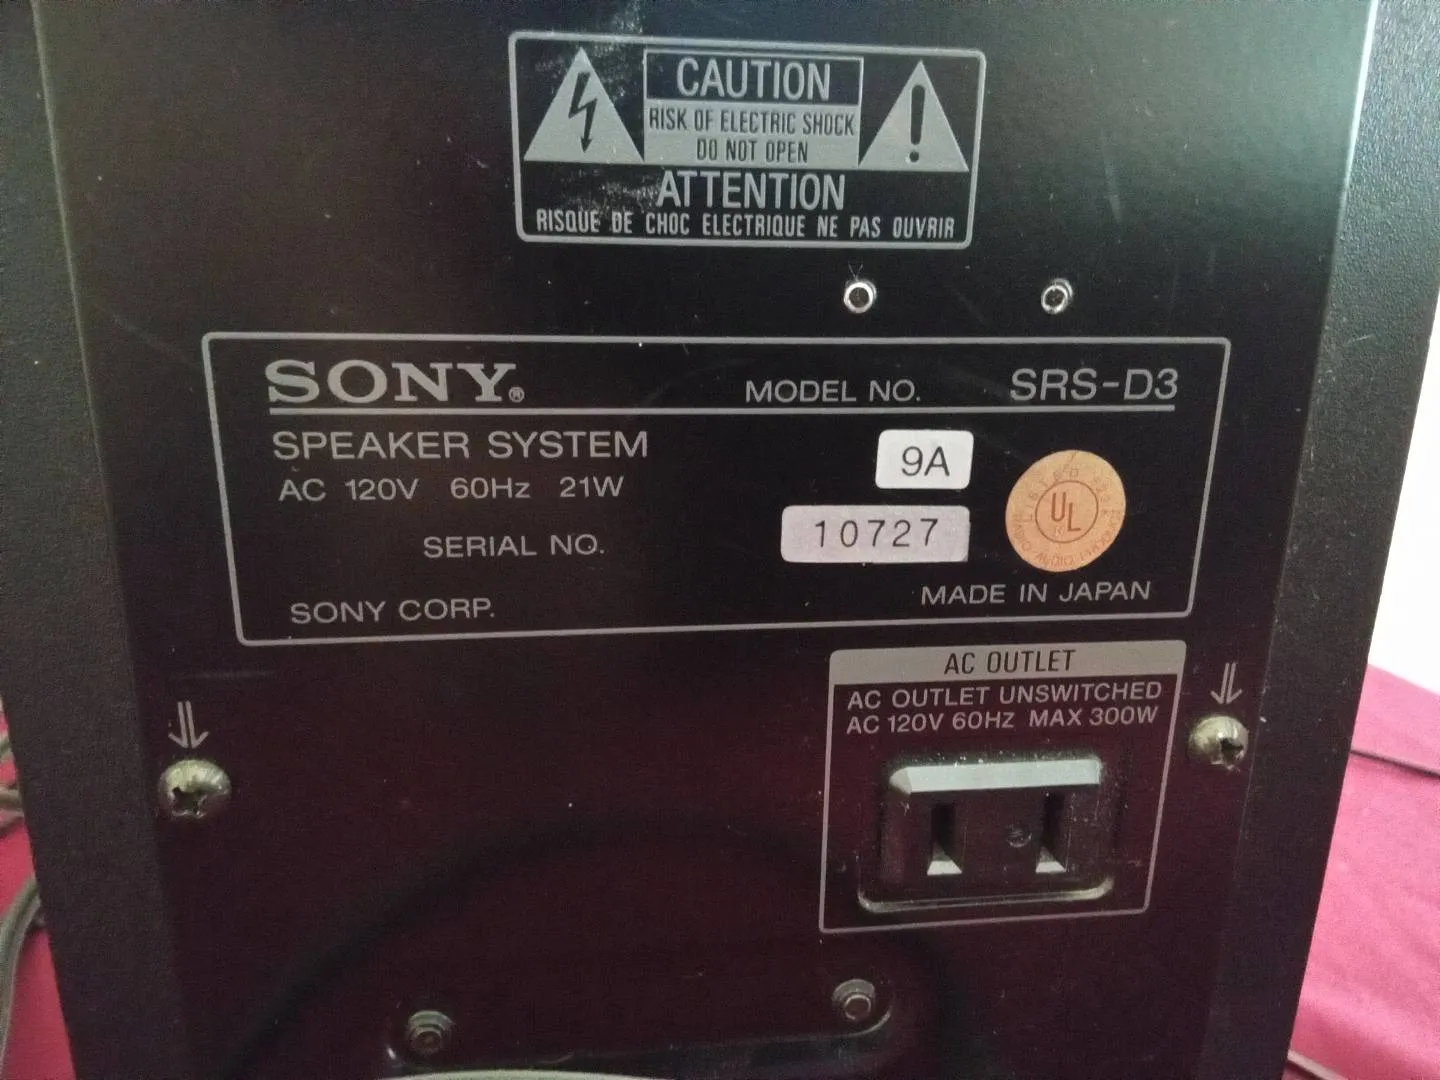 CAUTION
RISK OF ELECTRIC SHOCK
DO NOT OPEN
ATTENTION
RISQUE DE CHOC ELECTRIQUE NE PAS OUVRIR
SONY® MODEL NO. SRS-D3
SPEAKER SYSTEM
9A
AC 120V 60Hz 21W
SERIAL NO. 10727
LISTED
UL
SONY CORP. MADE IN JAPAN
AC OUTLET
AC OUTLET UNSWITCHED
AC 120V 60HZ MAX 300W